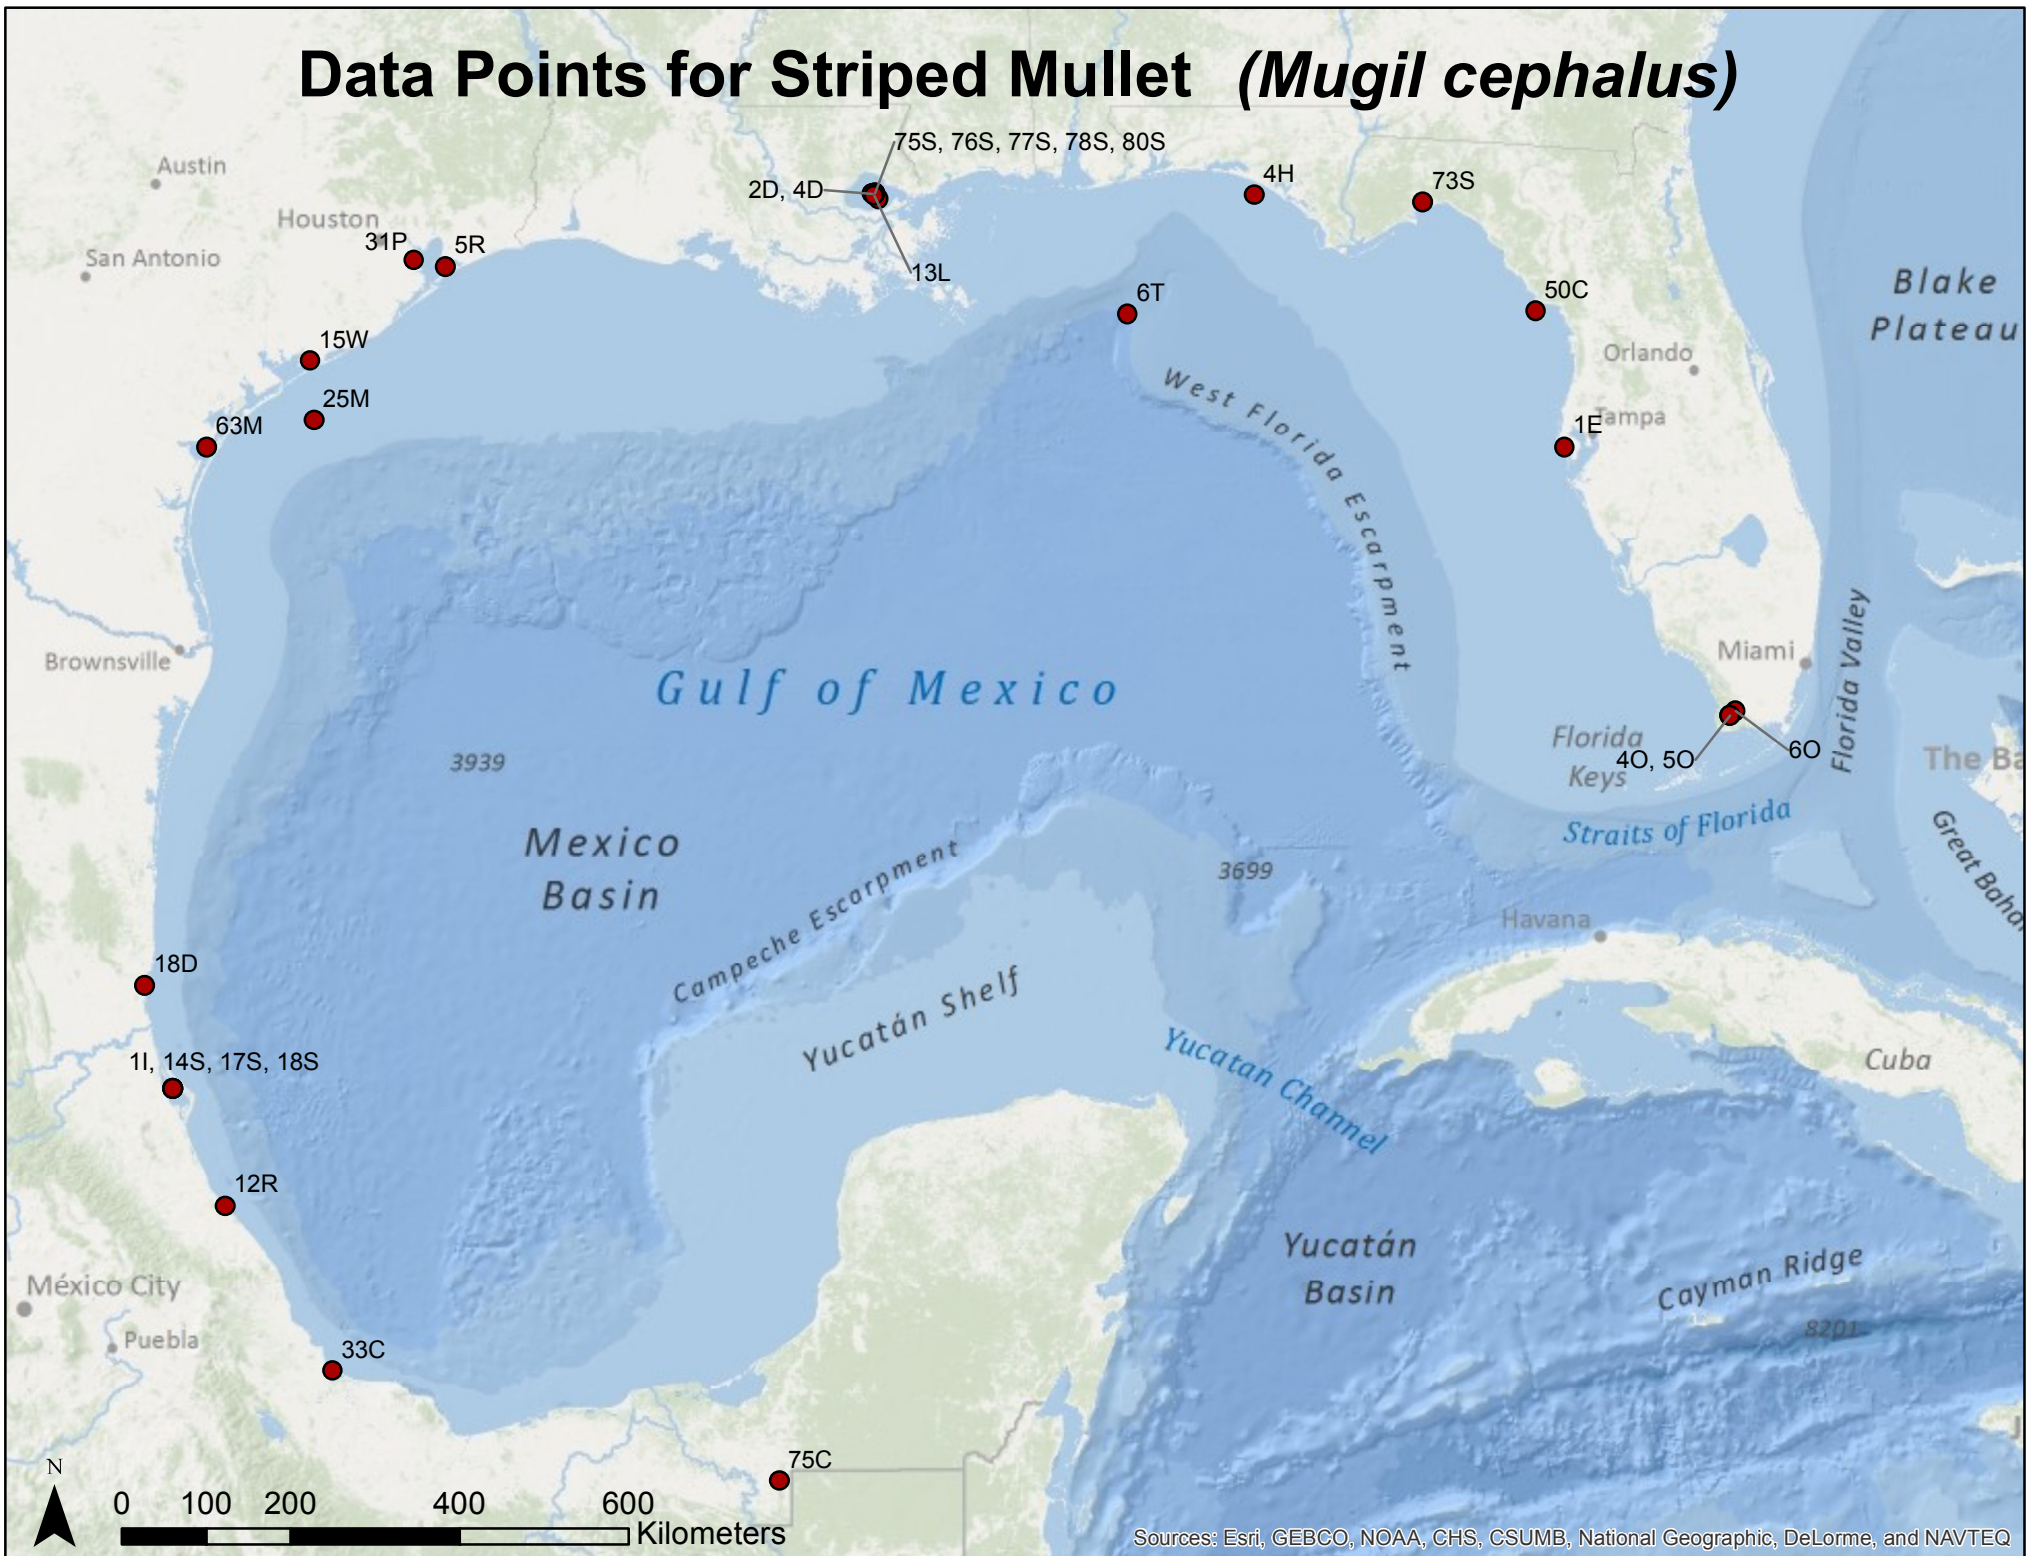 Data Points for Striped Mullet (Mugil cephalus)
75S, 76S, 77S, 78S, 80S
Austin
2D, 4D
4H
73S
Houston
31P
5R
San Antonio
13L
6T
50C
Blake
Plateau
15W
Orlando
West Florida Escarpment
25M
63M
1E
Tampa
Brownsville
Miami
Florida Valley
Gulf of Mexico
3939
Florida
Keys
4O, 5O
6O
The Ba
Straits of Florida
Mexico
Basin
Campeche Escarpment
3699
Great Baha
Havana
18D
Yucatán Shelf
Yucatan Channel
1I, 14S, 17S, 18S
Cuba
12R
Yucatán
Basin
Cayman Ridge
México City
8201
Puebla
33C
J
75C
N
0 100 200 400 600
Kilometers
Sources: Esri, GEBCO, NOAA, CHS, CSUMB, National Geographic, DeLorme, and NAVTEQ